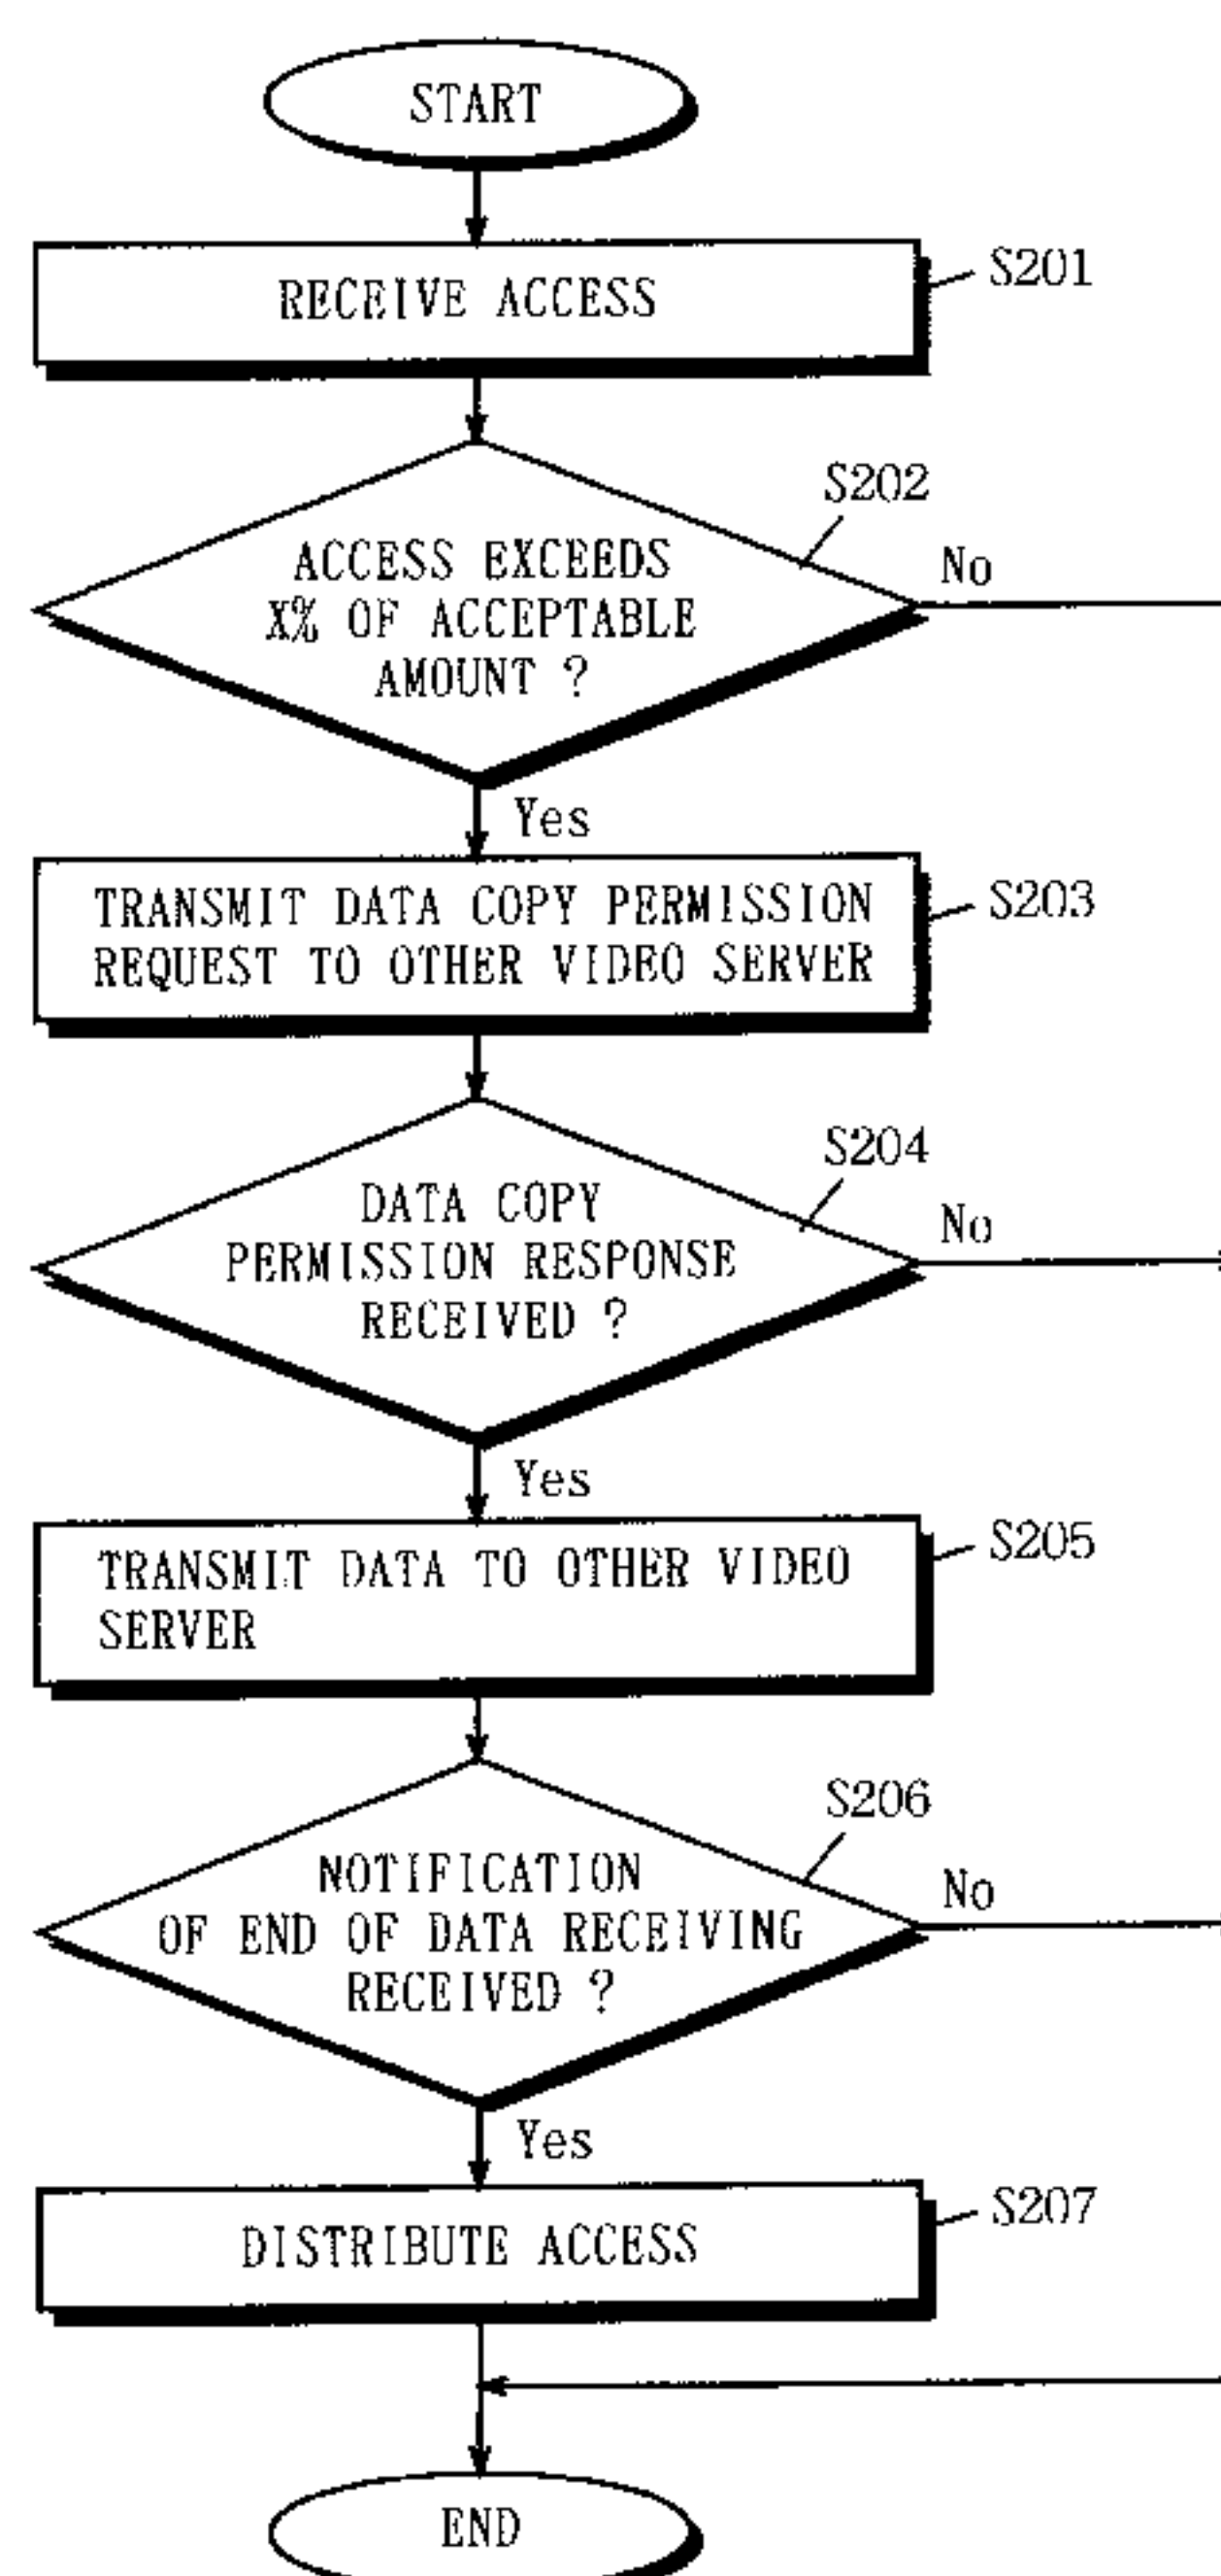 START
RECEIVE ACCESS
S201
S202
ACCESS EXCEEDS
X% OF ACCEPTABLE
AMOUNT ?
No
Yes
TRANSMIT DATA COPY PERMISSION
REQUEST TO OTHER VIDEO SERVER
S203
S204
DATA COPY
PERMISSION RESPONSE
RECEIVED ?
No
Yes
TRANSMIT DATA TO OTHER VIDEO
SERVER
S205
S206
NOTIFICATION
OF END OF DATA RECEIVING
RECEIVED ?
No
Yes
DISTRIBUTE ACCESS
S207
END